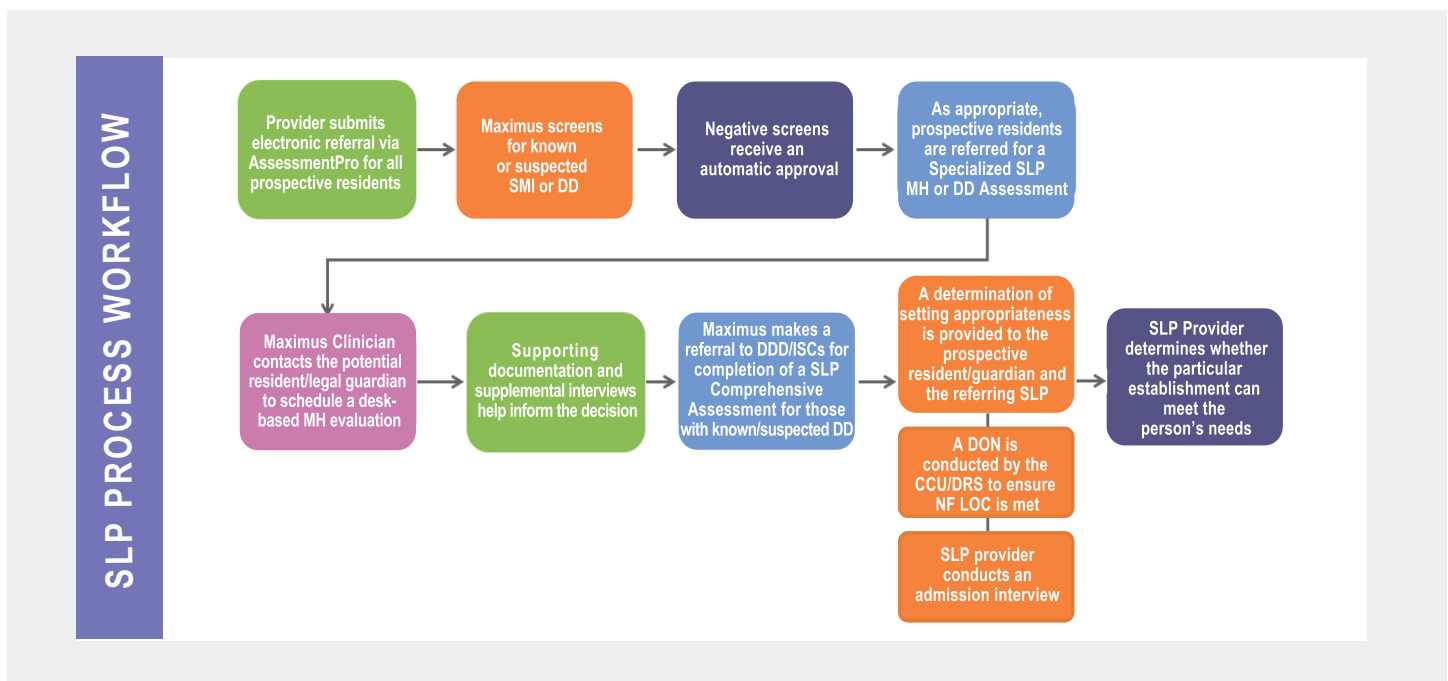 SLP PROCESS WORKFLOW
Provider submits
electronic referral via
AssessmentPro for all
prospective residents
Maximus screens
for known
or suspected
SMI or DD
Negative screens
receive an
automatic approval
As appropriate,
prospective residents
are referred for a
Specialized SLP
MH or DD Assessment
Maximus Clinician
contacts the potential
resident/legal guardian
to schedule a desk-
based MH evaluation
Supporting
documentation and
supplemental interviews
help inform the decision
Maximus makes a
referral to DDD/ISCs for
completion of a SLP
Comprehensive
Assessment for those
with known/suspected DD
A determination of
setting appropriateness
is provided to the
prospective
resident/guardian and
the referring SLP
A DON is
conducted by the
CCU/DRS to ensure
NF LOC is met
SLP provider
conducts an
admission interview
SLP Provider
determines whether
the particular
establishment can
meet the
person's needs